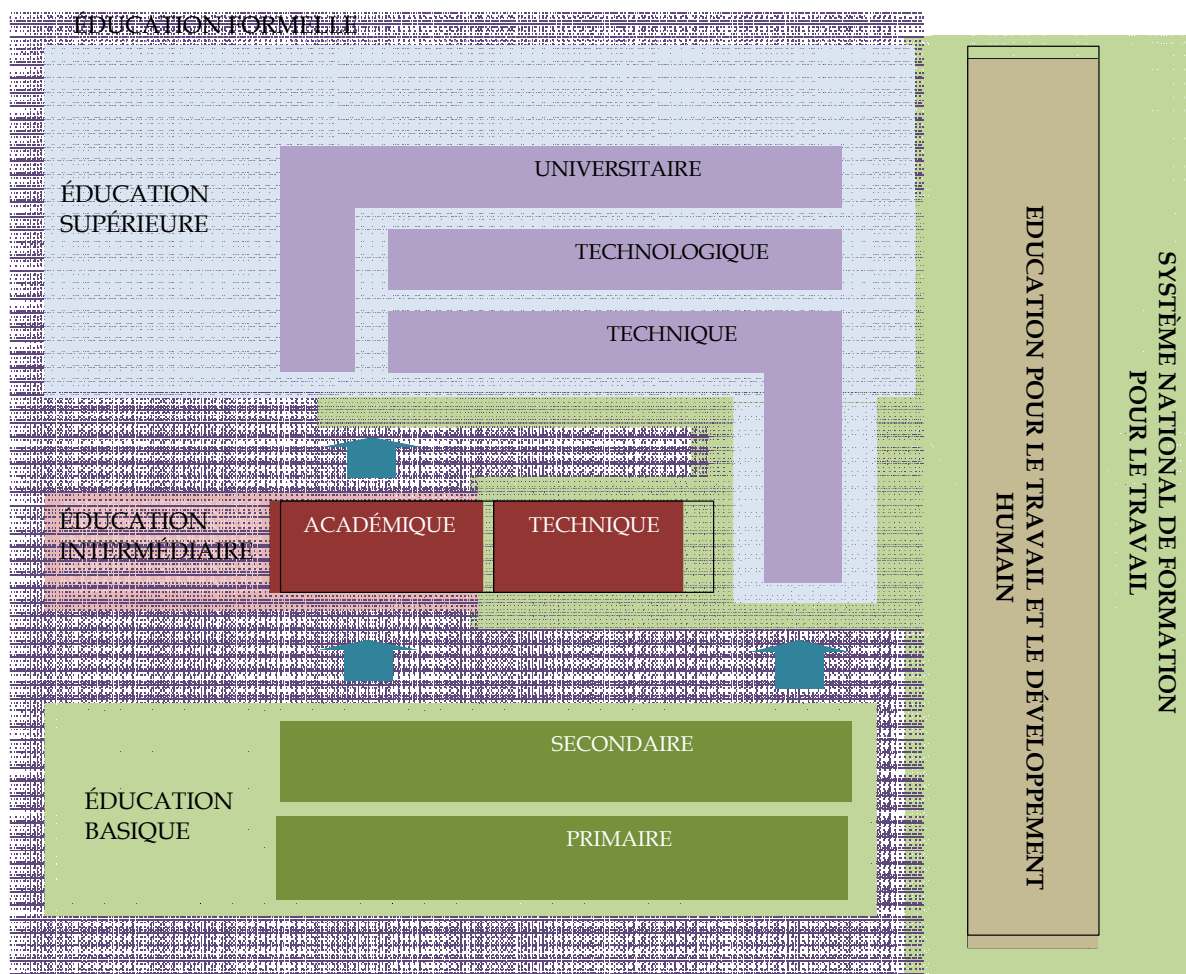 ÉDUCATION FORMELLE
UNIVERSITAIRE
ÉDUCATION
SUPÉRIEURE
TECHNOLOGIQUE
TECHNIQUE
ÉDUCATION
INTERMÉDIAIRE
ACADÉMIQUE
TECHNIQUE
SECONDAIRE
ÉDUCATION
BASIQUE
PRIMAIRE
EDUCATION POUR LE TRAVAIL ET LE DÉVELOPPEMENT
HUMAIN
SYSTÈME NATIONAL DE FORMATION
POUR LE TRAVAIL